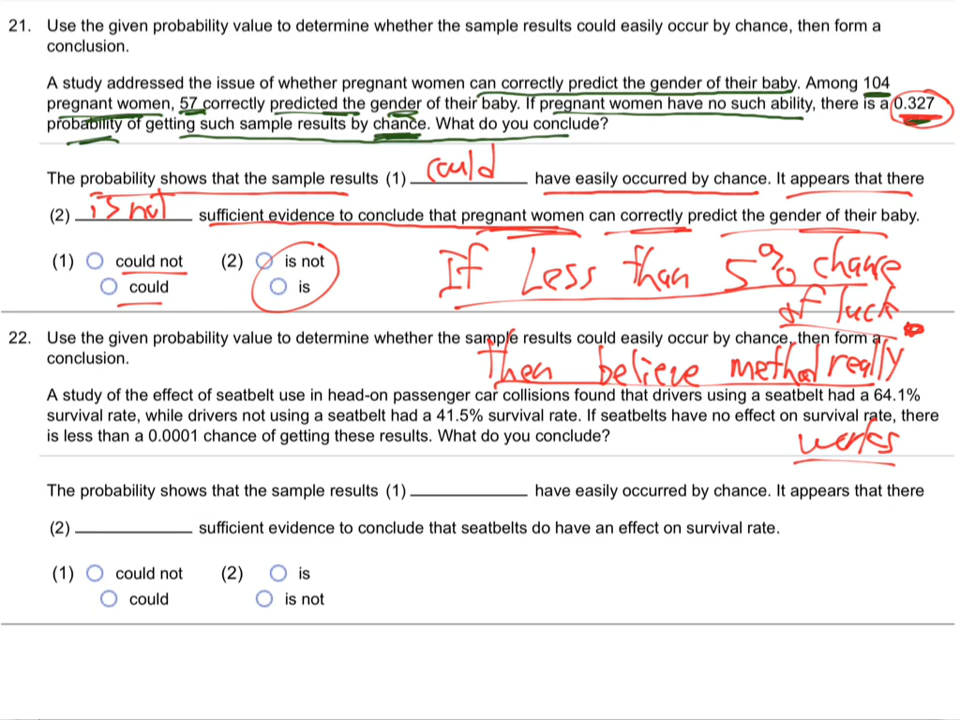 21. Use the given probability value to determine whether the sample results could easily occur by chance, then form a
conclusion.
A study addressed the issue of whether pregnant women can correctly predict the gender of their baby. Among 104
pregnant women, 57 correctly predicted the gender of their baby. If pregnant women have no such ability, there is a 0.327
probability of getting such sample results by chance. What do you conclude?
The probability shows that the sample results (1) could have easily occurred by chance. It appears that there
(2) is not sufficient evidence to conclude that pregnant women can correctly predict the gender of their baby.
(1) could not (2) is not
could is
If Less than 5% chance
of luck
22. Use the given probability value to determine whether the sample results could easily occur by chance, then form a
conclusion.
then believe method really
works
A study of the effect of seatbelt use in head-on passenger car collisions found that drivers using a seatbelt had a 64.1%
survival rate, while drivers not using a seatbelt had a 41.5% survival rate. If seatbelts have no effect on survival rate, there
is less than a 0.0001 chance of getting these results. What do you conclude?
The probability shows that the sample results (1) have easily occurred by chance. It appears that there
(2) sufficient evidence to conclude that seatbelts do have an effect on survival rate.
(1) could not (2) is
could is not